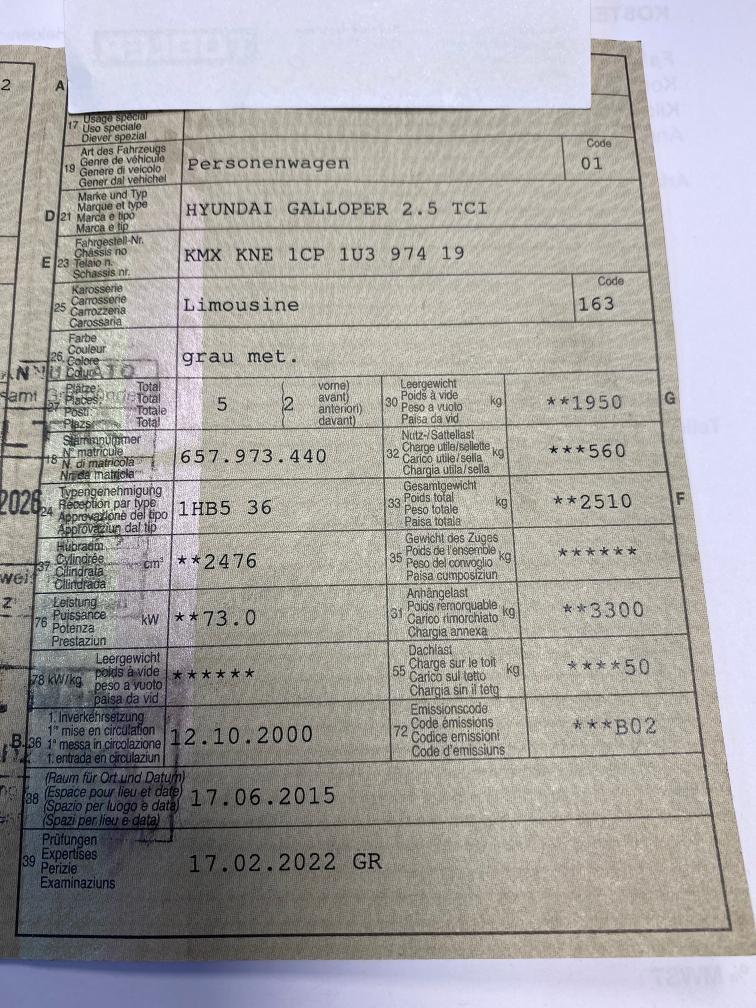 2
A
17
Usage spécial
Uso speciale
Diever spezial
19
Art des Fahrzeugs
Genre de véhicule
Genere di veicolo
Gener dal vehichel
Personenwagen
Code
01
D
21
Marke und Typ
Marque et type
Marca e tipo
Marca e tip
HYUNDAI GALLOPER 2.5 TCI
E
23
Fahrgestell-Nr.
Châssis no
Telaio n.
Schassis nr.
KMX KNE 1CP 1U3 974 19
25
Karosserie
Carrosserie
Carrozzeria
Carossaria
Limousine
Code
163
26
Farbe
Couleur
Colore
Colur
grau met.
27
Plätze Total
Places Total
Posti Totale
Plazs Total
5
(2
vorne)
avant)
anteriori)
davant)
30
Leergewicht
Poids à vide
Peso a vuoto
Paisa da vid
kg
**1950
G
18
Stammnummer
N° matricule
N. di matricola
Nr. da matricla
657.973.440
32
Nutz-/Sattellast
Charge utile/sellette
Carico utile/sella
Chargia utila/sella
kg
***560
2026
24
Typengenehmigung
Réception par type
Approvazione del tipo
Approvaziun dal tip
1HB5 36
33
Gesamtgewicht
Poids total
Peso totale
Paisa totala
kg
**2510
F
37
Hubraum
Cylindrée
Cilindrata
Cilindrada
cm³
**2476
35
Gewicht des Zuges
Poids de l'ensemble
Peso del convoglio
Paisa cumposiziun
kg
******
76
Leistung
Puissance
Potenza
Prestaziun
kW
**73.0
31
Anhängelast
Poids remorquable
Carico rimorchiato
Chargia annexa
kg
**3300
78 kW/kg
Leergewicht
poids à vide
peso a vuoto
paisa da vid
******
55
Dachlast
Charge sur le toit
Carico sul tetto
Chargia sin il tetg
kg
****50
B
36
1. Inverkehrsetzung
1re mise en circulation
1a messa in circolazione
1. entrada en circulaziun
12.10.2000
72
Emissionscode
Code émissions
Codice emissioni
Code d'emissiuns
***B02
38
(Raum für Ort und Datum)
(Espace pour lieu et date)
(Spazio per luogo e data)
(Spazi per lieu e data)
17.06.2015
39
Prüfungen
Expertises
Perizie
Examinaziuns
17.02.2022 GR